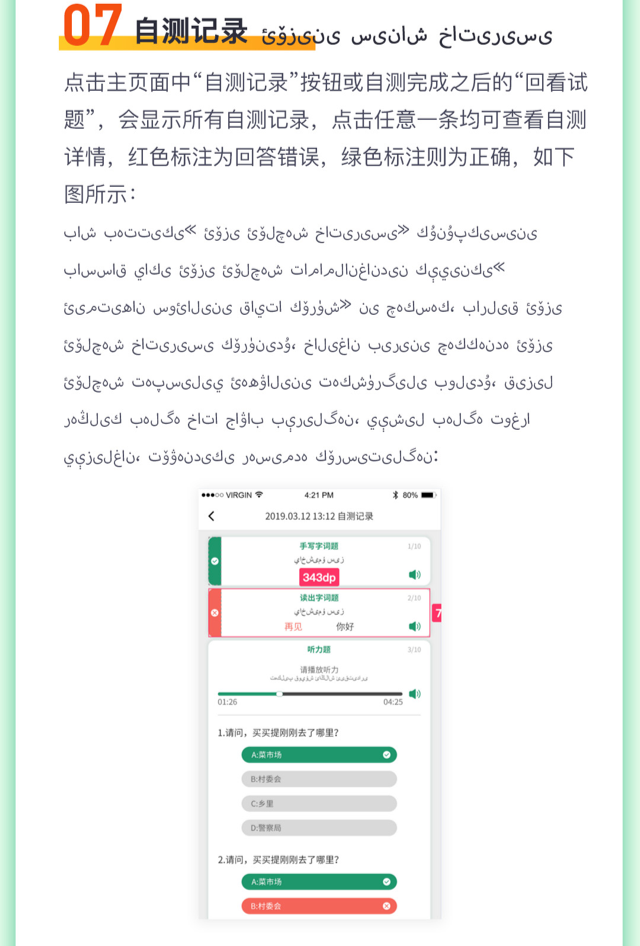 07 自测记录 ئۆزىنى سىناش خاتىرىسى
点击主页面中“自测记录”按钮或自测完成之后的“回看试
题”，会显示所有自测记录，点击任意一条均可查看自测
详情，红色标注为回答错误，绿色标注则为正确，如下
图所示：
باش بەتتىكى» ئۆزى ئۆلچەش خاتىرىسى« كۇنۇپكىسىنى
باسساق ياكى ئۆزى ئۆلچەش تاماملانغاندىن كېيىنكى»
ئىمتىھان سوئالىنى قايتا كۆرۈش« نى چەكسەك، بارلىق ئۆزى
ئۆلچەش خاتىرىسى كۆرۈنىدۇ، خالىغان بىرىنى چەككەندە ئۆزى
ئۆلچەش تەپسىلىي ئەھۋالىنى تەكشۈرگىلى بولىدۇ، قىزىل
رەڭلىك بەلگە خاتا جاۋاب بېرىلگەن، يېشىل بەلگە توغرا
يېزىلغان، تۆۋەندىكى رەسىمدە كۆرسىتىلگەن:
VIRGIN 4:21 PM 80%
2019.03.12 13:12 自测记录
手写字词题 1/10
343dp
读出字词题 2/10
7
再见 你好
听力题 3/10
请播放听力
01:26 04:25
1.请问，买买提刚刚去了哪里?
A:菜市场
B:村委会
C:乡里
D:警察局
2.请问，买买提刚刚去了哪里?
A:菜市场
B:村委会